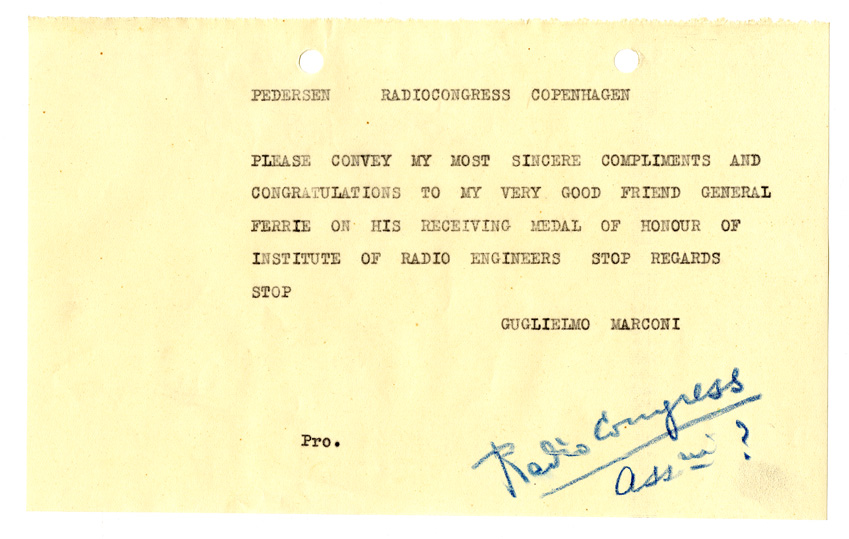 PEDERSEN RADIOCONGRESS COPENHAGEN
PLEASE CONVEY MY MOST SINCERE COMPLIMENTS AND
CONGRATULATIONS TO MY VERY GOOD FRIEND GENERAL
FERRIE ON HIS RECEIVING MEDAL OF HONOUR OF
INSTITUTE OF RADIO ENGINEERS STOP REGARDS
STOP
GUGLIELMO MARCONI
Radio Congress
Pro.
?